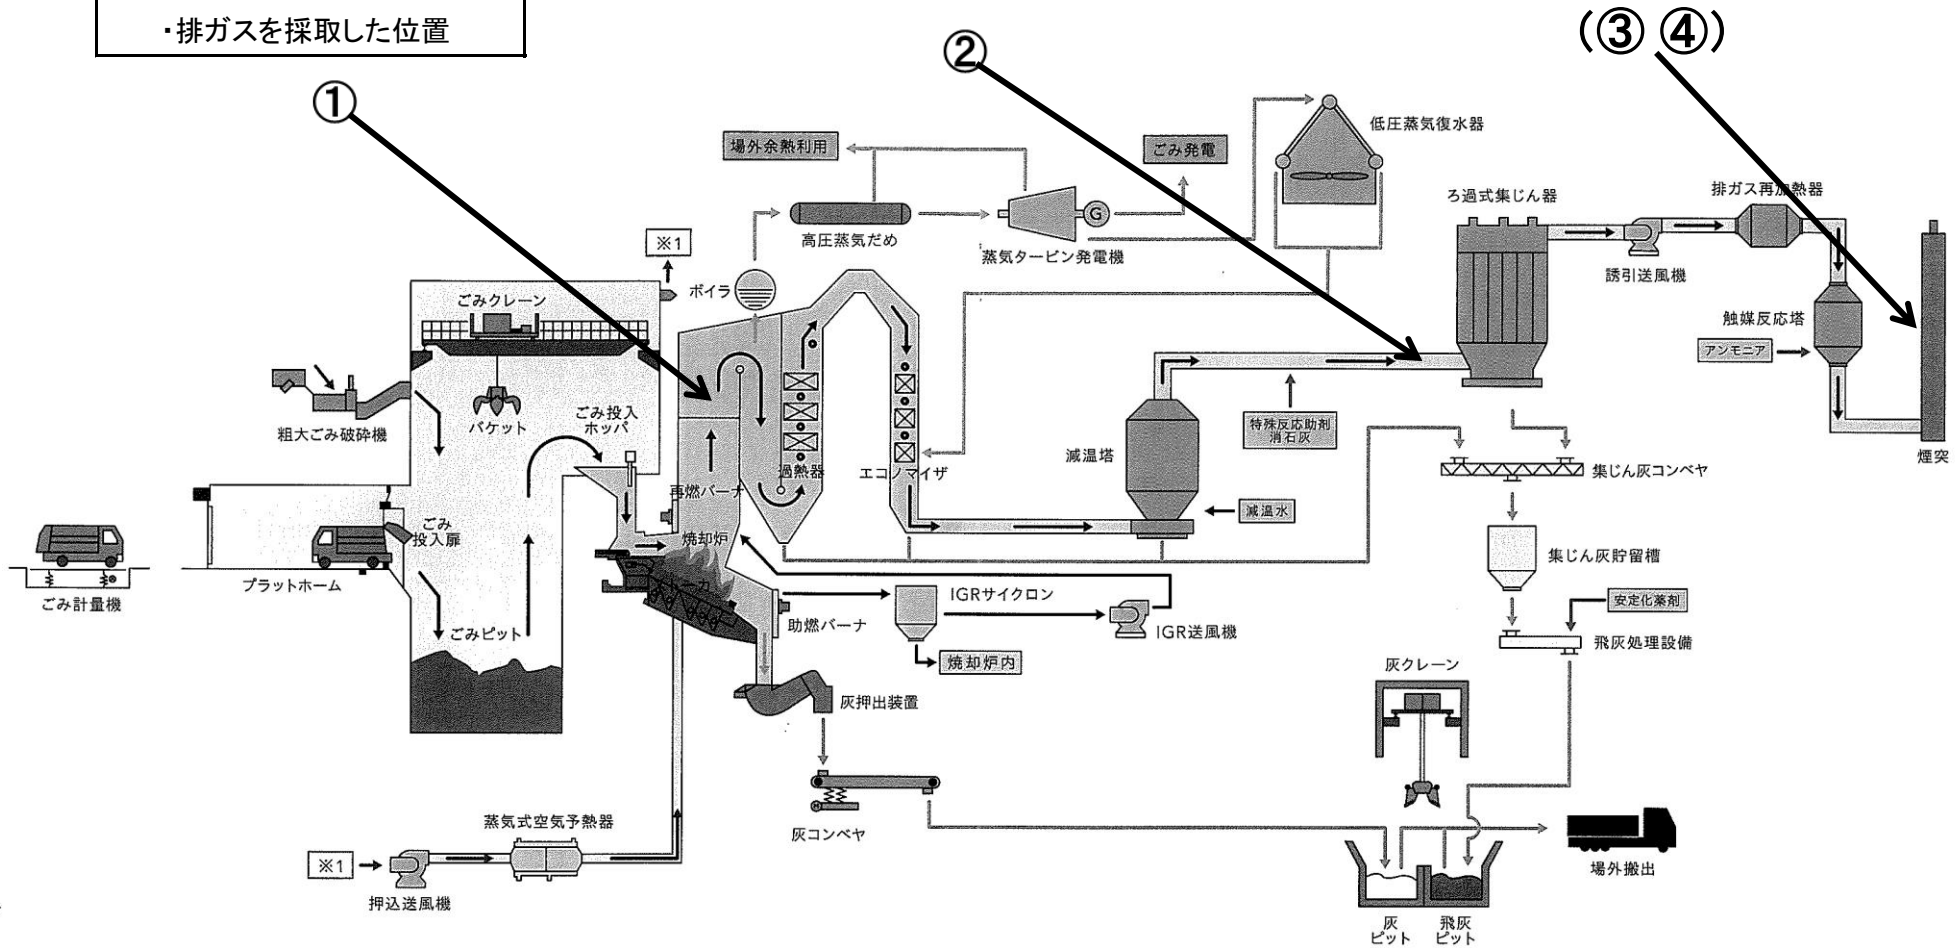 ・排ガスを採取した位置
①
②
(③ ④)
低圧蒸気復水器
場外余熱利用
ごみ発電
高圧蒸気だめ
G
蒸気タービン発電機
ろ過式集じん器
排ガス再加熱器
誘引送風機
※1
ボイラ
ごみクレーン
触媒反応塔
アンモニア
粗大ごみ破砕機
バケット
ごみ投入
ホッパ
特殊反応助剤
消石灰
減温塔
煙突
過熱器
エコノマイザ
集じん灰コンベヤ
再燃バーナ
減温水
ごみ
投入扉
焼却炉
ストーカ
集じん灰貯留槽
プラットホーム
ごみ計量機
ごみピット
IGRサイクロン
助燃バーナ
IGR送風機
安定化薬剤
飛灰処理設備
焼却炉内
灰クレーン
灰押出装置
蒸気式空気予熱器
灰コンベヤ
※1
押込送風機
場外搬出
灰
ピット
飛灰
ピット